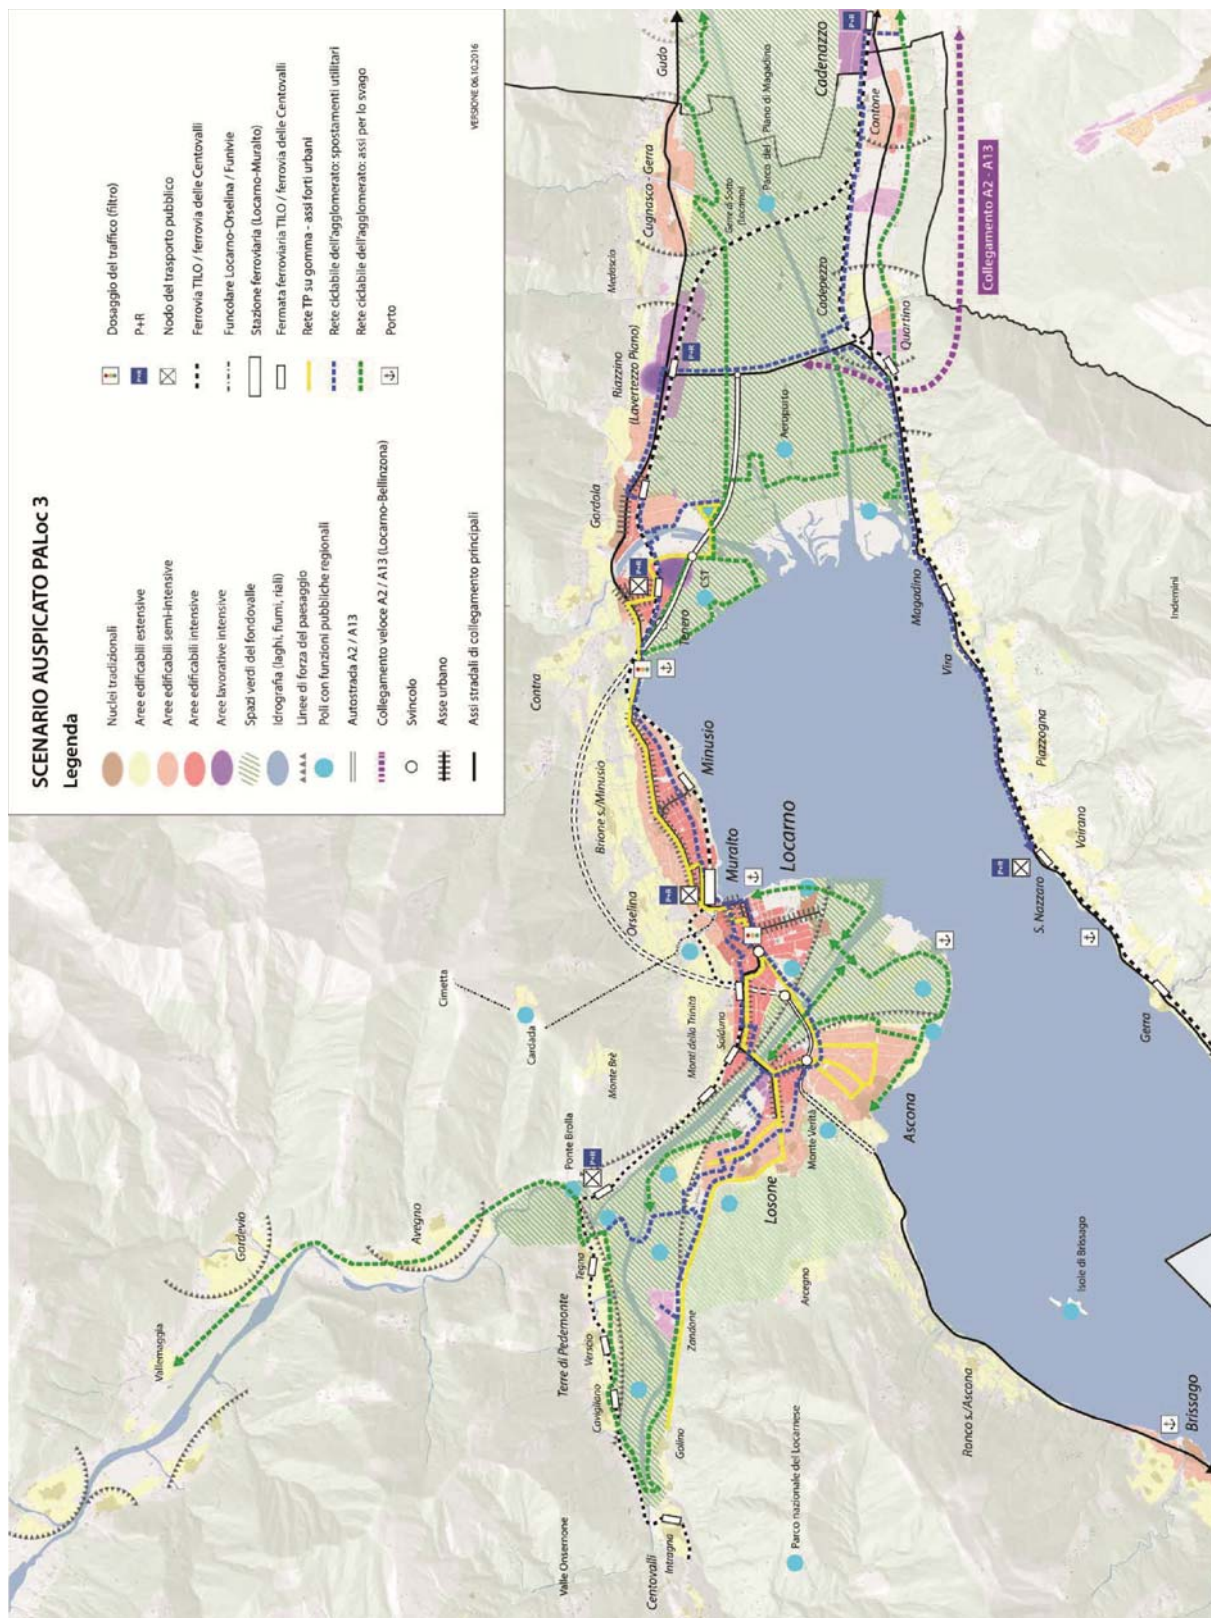 SCENARIO AUSPICATO PALoc 3
Legenda
Nuclei tradizionali
Aree edificabili estensive
Aree edificabili semi-intensive
Aree edificabili intensive
Aree lavorative intensive
Spazi verdi del fondovalle
Idrografia (laghi, fiumi, riali)
Linee di forza del paesaggio
Poli con funzioni pubbliche regionali
Autostrada A2 / A13
Collegamento veloce A2 / A13 (Locarno-Bellinzona)
Svincolo
Asse urbano
Assi stradali di collegamento principali
Dosaggio del traffico (filtro)
P+R
P+R
Nodo del trasporto pubblico
Ferrovia TILO / ferrovia delle Centovalli
Funicolare Locarno-Orselina / Funivie
Stazione ferroviaria (Locarno-Muralto)
Fermata ferroviaria TILO / ferrovia delle Centovalli
Rete TP su gomma - assi forti urbani
Rete ciclabile dell'agglomerato: spostamenti utilitari
Rete ciclabile dell'agglomerato: assi per lo svago
Porto
VERSIONE 06.10.2016
Vallemaggia
Gordevio
Avegno
Cimetta
Cardada
Monte Brè
Ponte Brolla
P+R
Valle Onsernone
Centovalli
Intragna
Golino
Cavigliano
Verscio
Terre di Pedemonte
Tegna
Zandone
Losone
Arcegno
Parco nazionale del Locarnese
Ronco s./Ascona
Brissago
Isole di Brissago
Monte Verità
Ascona
Solduno
Monti della Trinità
Orselina
P+R
Muralto
Locarno
Brione s./Minusio
Minusio
Contra
Tenero
CST
P+R
Gordola
Riazzino
(Lavertezzo Piano)
P+R
Medoscio
Cugnasco - Gerra
Gudo
Gerre di Sotto
(Locarno)
Parco del Piano di Magadino
Aeroporto
Cadepezzo
Quartino
Contone
Cadenazzo
P+R
Collegamento A2 - A13
Magadino
Vira
Indemini
Piazzogna
Vairano
S. Nazzaro
P+R
Gerra